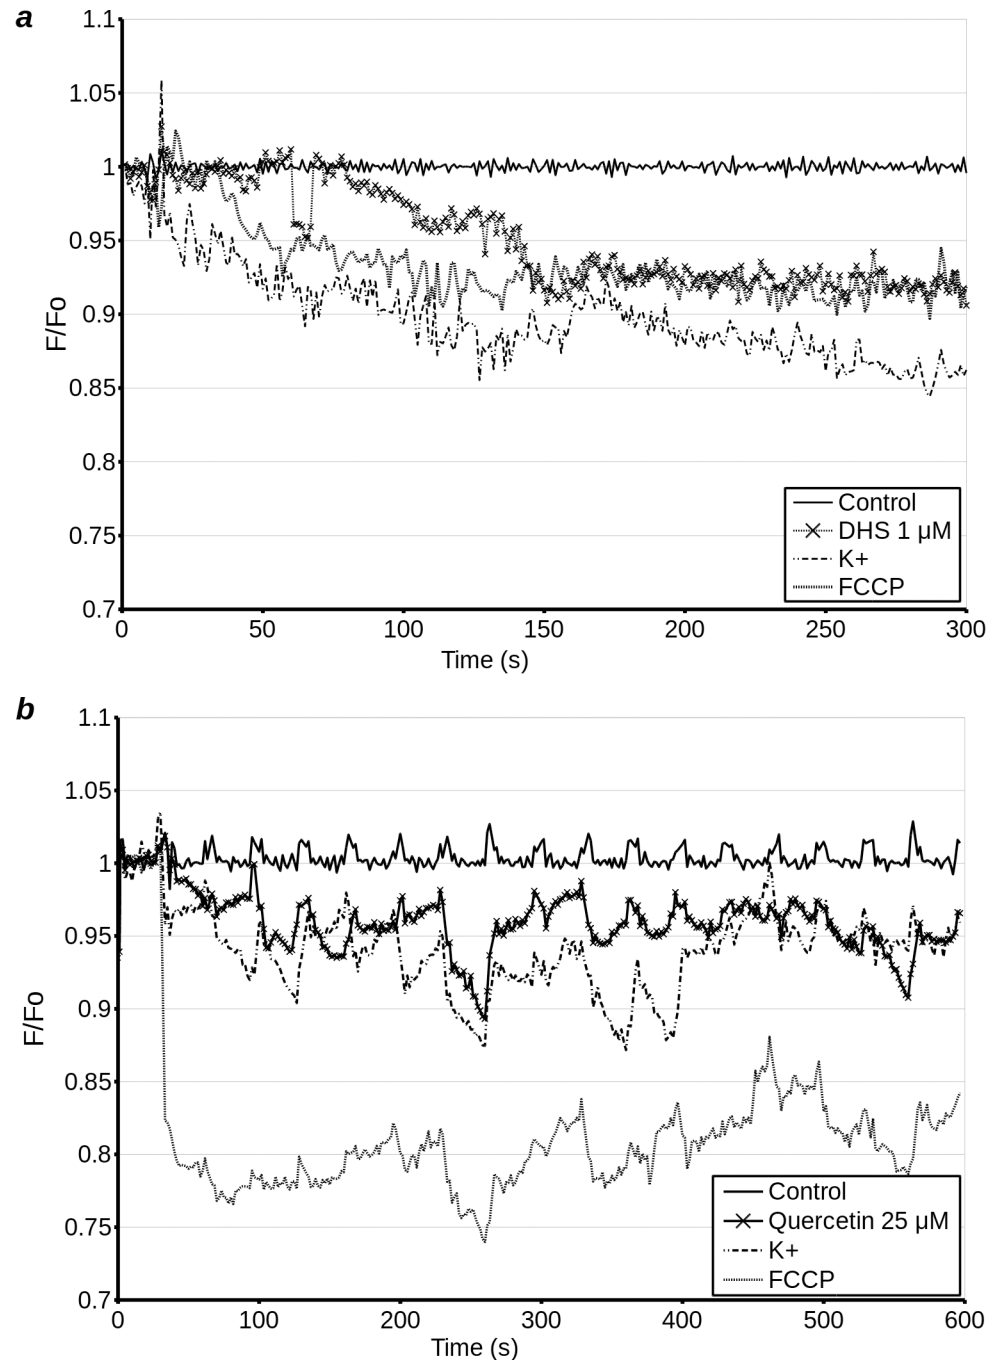 a
1.1
1.05
1
0.95
0.9
0.85
0.8
0.75
0.7
F/Fo
0 50 100 150 200 250 300
Time (s)
Control
DHS 1 μM
K+
FCCP
b
1.1
1.05
1
0.95
0.9
0.85
0.8
0.75
0.7
F/Fo
0 100 200 300 400 500 600
Time (s)
Control
Quercetin 25 μM
K+
FCCP